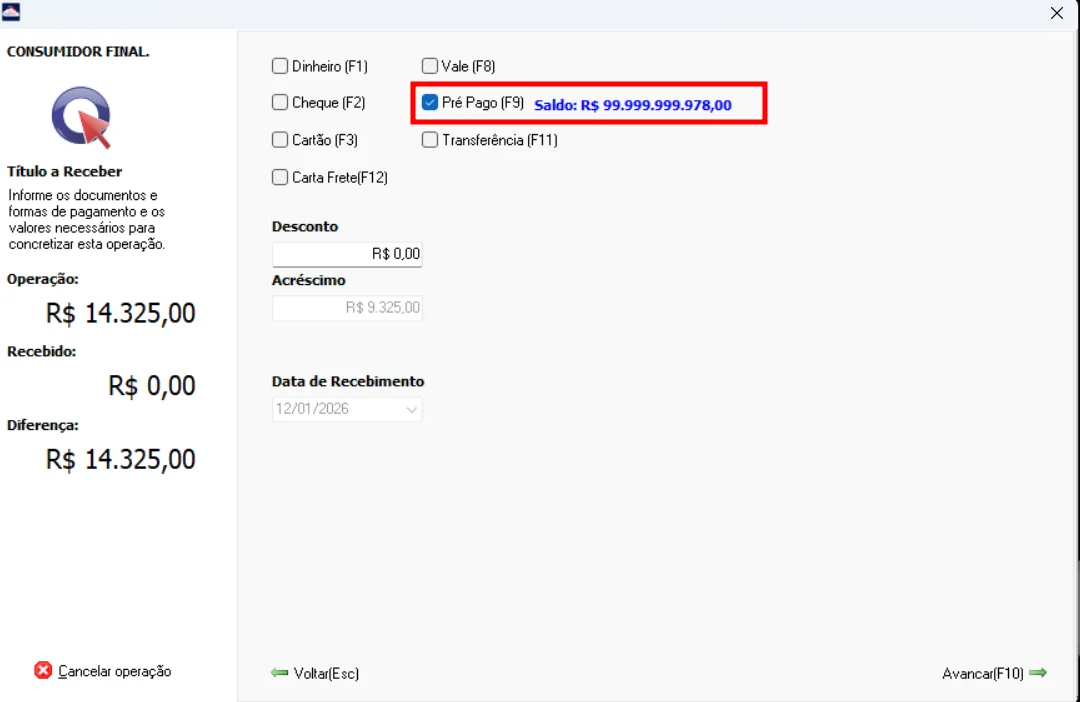 CONSUMIDOR FINAL.
Título a Receber
Informe os documentos e
formas de pagamento e os
valores necessários para
concretizar esta operação.
Operação:
R$ 14.325,00
Recebido:
R$ 0,00
Diferença:
R$ 14.325,00
Cancelar operação
Dinheiro (F1)
Vale (F8)
Cheque (F2)
Pré Pago (F9) Saldo: R$ 99.999.999.978,00
Cartão (F3)
Transferência (F11)
Carta Frete(F12)
Desconto
R$ 0,00
Acréscimo
R$ 9.325,00
Data de Recebimento
12/01/2026
Voltar(Esc)
Avancar(F10)